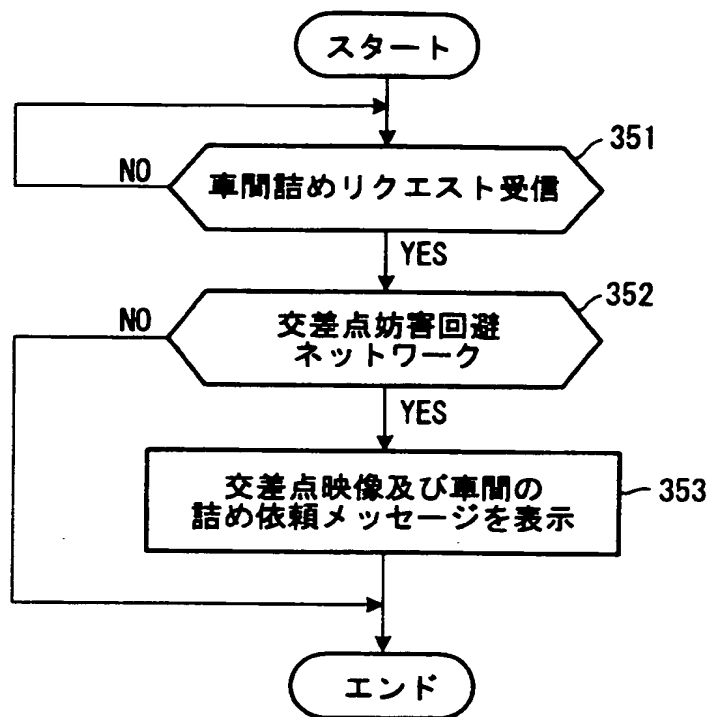 スタート
351
NO
車間詰めリクエスト受信
YES
352
NO
交差点妨害回避
ネットワーク
YES
交差点映像及び車間の
詰め依頼メッセージを表示
353
エンド